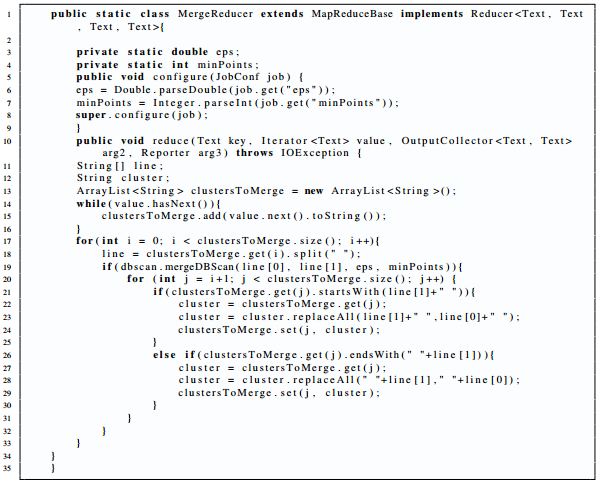 1 public static class MergeReducer extends MapReduceBase implements Reducer<Text, Text
, Text, Text>{
2
3 private static double eps;
4 private static int minPoints;
5 public void configure(JobConf job) {
6 eps = Double.parseDouble(job.get("eps"));
7 minPoints = Integer.parseInt(job.get("minPoints"));
8 super.configure(job);
9 }
10 public void reduce(Text key, Iterator<Text> value, OutputCollector<Text, Text>
arg2, Reporter arg3) throws IOException {
11 String[] line;
12 String cluster;
13 ArrayList<String> clustersToMerge = new ArrayList<String>();
14 while(value.hasNext()){
15 clustersToMerge.add(value.next().toString());
16 }
17 for(int i = 0; i < clustersToMerge.size(); i++){
18 line = clustersToMerge.get(i).split(" ");
19 if(dbscan.mergeDBScan(line[0], line[1], eps, minPoints)){
20 for (int j = i+1; j < clustersToMerge.size(); j++) {
21 if(clustersToMerge.get(j).startsWith(line[1]+" ")){
22 cluster = clustersToMerge.get(j);
23 cluster = cluster.replaceAll(line[1]+" ",line[0]+" ");
24 clustersToMerge.set(j, cluster);
25 }
26 else if(clustersToMerge.get(j).endsWith(" "+line[1])){
27 cluster = clustersToMerge.get(j);
28 cluster = cluster.replaceAll(" "+line[1]," "+line[0]);
29 clustersToMerge.set(j, cluster);
30 }
31 }
32 }
33 }
34 }
35 }